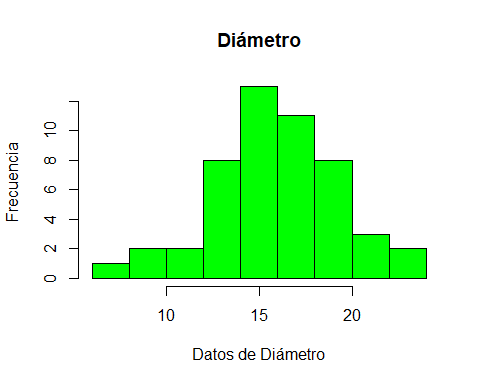 Diámetro
Frecuencia
0 2 4 6 8 10
10 15 20
Datos de Diámetro